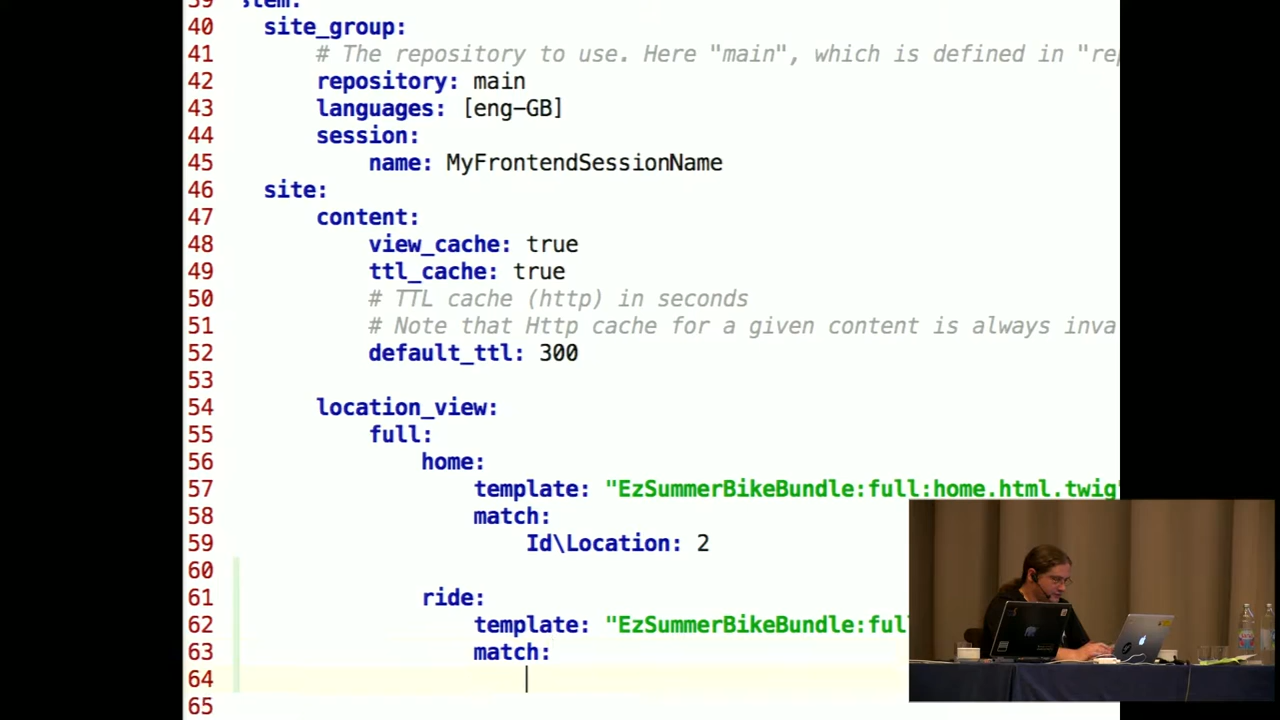 39
40 site_group:
41 # The repository to use. Here "main", which is defined in "rep
42 repository: main
43 languages: [eng-GB]
44 session:
45 name: MyFrontendSessionName
46 site:
47 content:
48 view_cache: true
49 ttl_cache: true
50 # TTL cache (http) in seconds
51 # Note that Http cache for a given content is always inva
52 default_ttl: 300
53
54 location_view:
55 full:
56 home:
57 template: "EzSummerBikeBundle:full:home.html.twig
58 match:
59 Id\Location: 2
60
61 ride:
62 template: "EzSummerBikeBundle:ful
63 match:
64
65